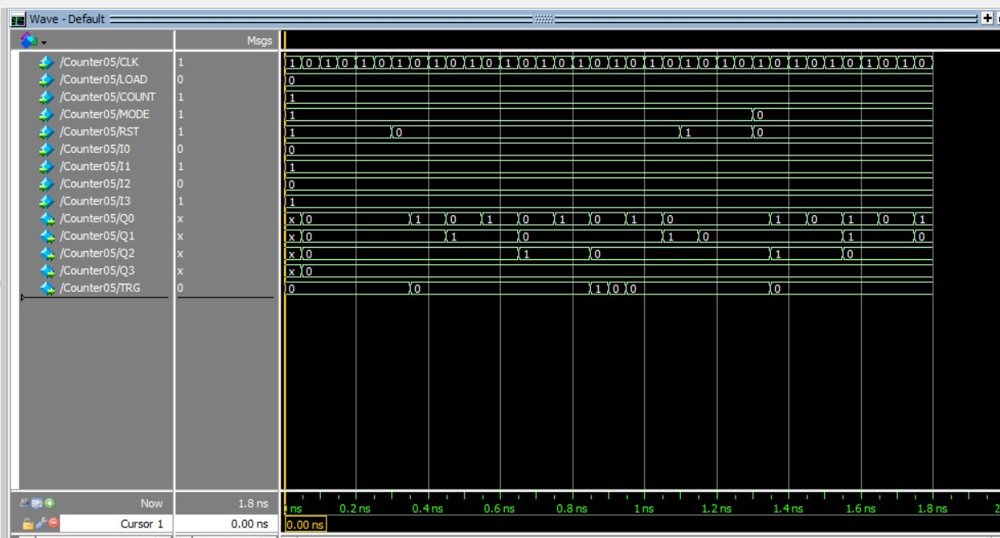 Wave - Default
Msgs
/Counter05/CLK 1 1 0 1 0 1 0 1 0 1 0 1 0 1 0 1 0 1 0 1 0 1 0 1 0 1 0 1 0 1 0 1 0 1 0 1 0
/Counter05/LOAD 0 0
/Counter05/COUNT 1 1
/Counter05/MODE 1 1 0
/Counter05/RST 1 1 0 1 0
/Counter05/I0 0 0
/Counter05/I1 1 1
/Counter05/I2 0 0
/Counter05/I3 1 1
/Counter05/Q0 x x 0 1 0 1 0 1 0 1 0 1 0 1 0 1
/Counter05/Q1 x x 0 1 0 1 0 1 0
/Counter05/Q2 x x 0 1 0 1 0
/Counter05/Q3 x x 0
/Counter05/TRG 0 0 0 1 0 0 0
Now 1.8 ns ns 0.2 ns 0.4 ns 0.6 ns 0.8 ns 1 ns 1.2 ns 1.4 ns 1.6 ns 1.8 ns 2
Cursor 1 0.00 ns 0.00 ns